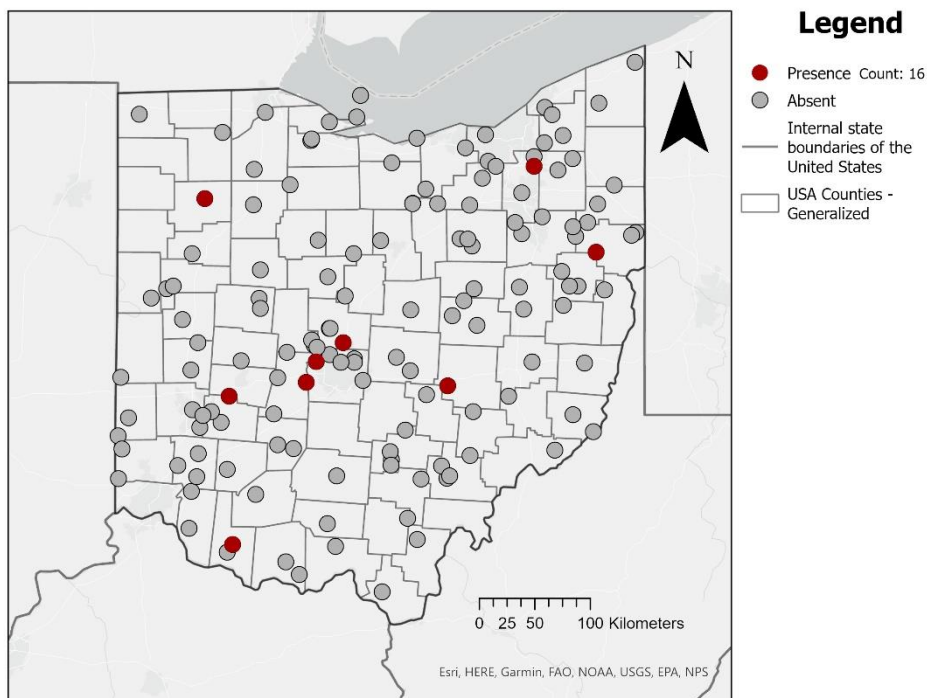 Legend
N
Presence Count: 16
Absent
Internal state
boundaries of the
United States
USA Counties -
Generalized
0 25 50 100 Kilometers
Esri, HERE, Garmin, FAO, NOAA, USGS, EPA, NPS